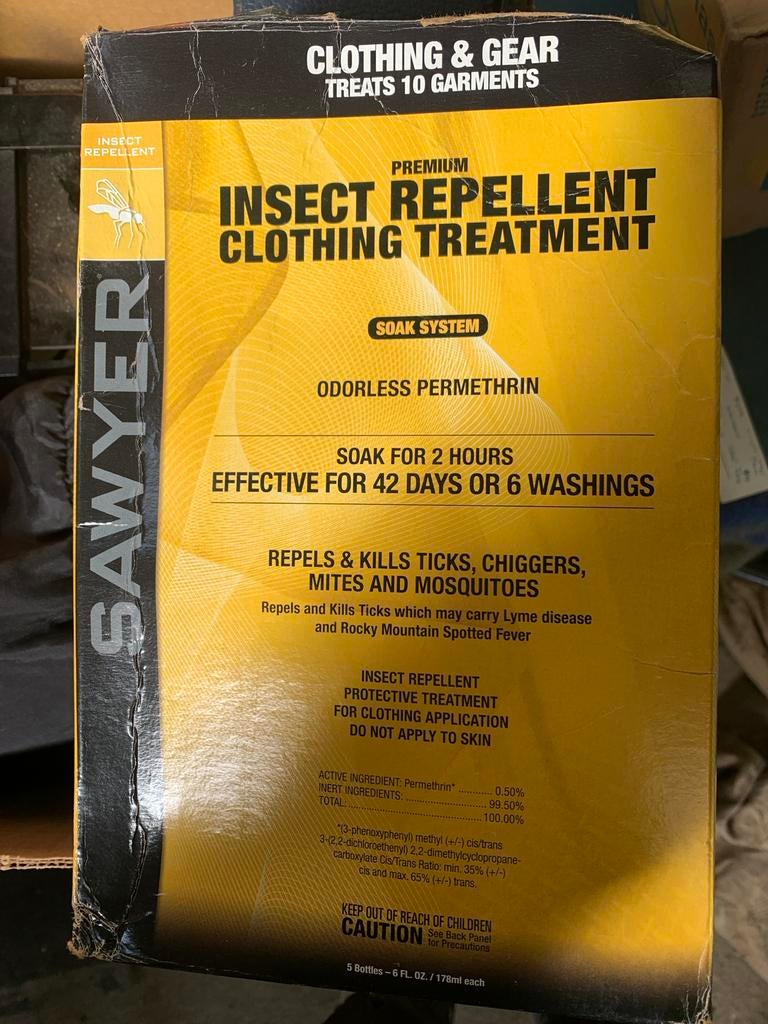 CLOTHING & GEAR
TREATS 10 GARMENTS
INSECT
REPELLENT
SAWYER
PREMIUM
INSECT REPELLENT
CLOTHING TREATMENT
SOAK SYSTEM
ODORLESS PERMETHRIN
SOAK FOR 2 HOURS
EFFECTIVE FOR 42 DAYS OR 6 WASHINGS
REPELS & KILLS TICKS, CHIGGERS,
MITES AND MOSQUITOES
Repels and Kills Ticks which may carry Lyme disease
and Rocky Mountain Spotted Fever
INSECT REPELLENT
PROTECTIVE TREATMENT
FOR CLOTHING APPLICATION
DO NOT APPLY TO SKIN
ACTIVE INGREDIENT: Permethrin* ........... 0.50%
INERT INGREDIENTS: ........................... 99.50%
TOTAL: ............................................. 100.00%
*(3-phenoxyphenyl) methyl (+/-) cis/trans
3-(2,2-dichloroethenyl) 2,2-dimethylcyclopropane-
carboxylate Cis/Trans Ratio: min. 35% (+/-)
cis and max. 65% (+/-) trans.
KEEP OUT OF REACH OF CHILDREN
CAUTION See Back Panel
for Precautions
5 Bottles – 6 FL. OZ. / 178ml each